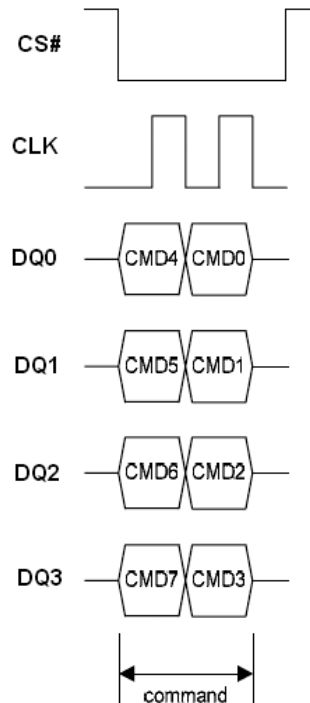 CS#
CLK
DQ0 CMD4 CMD0
DQ1 CMD5 CMD1
DQ2 CMD6 CMD2
DQ3 CMD7 CMD3
command